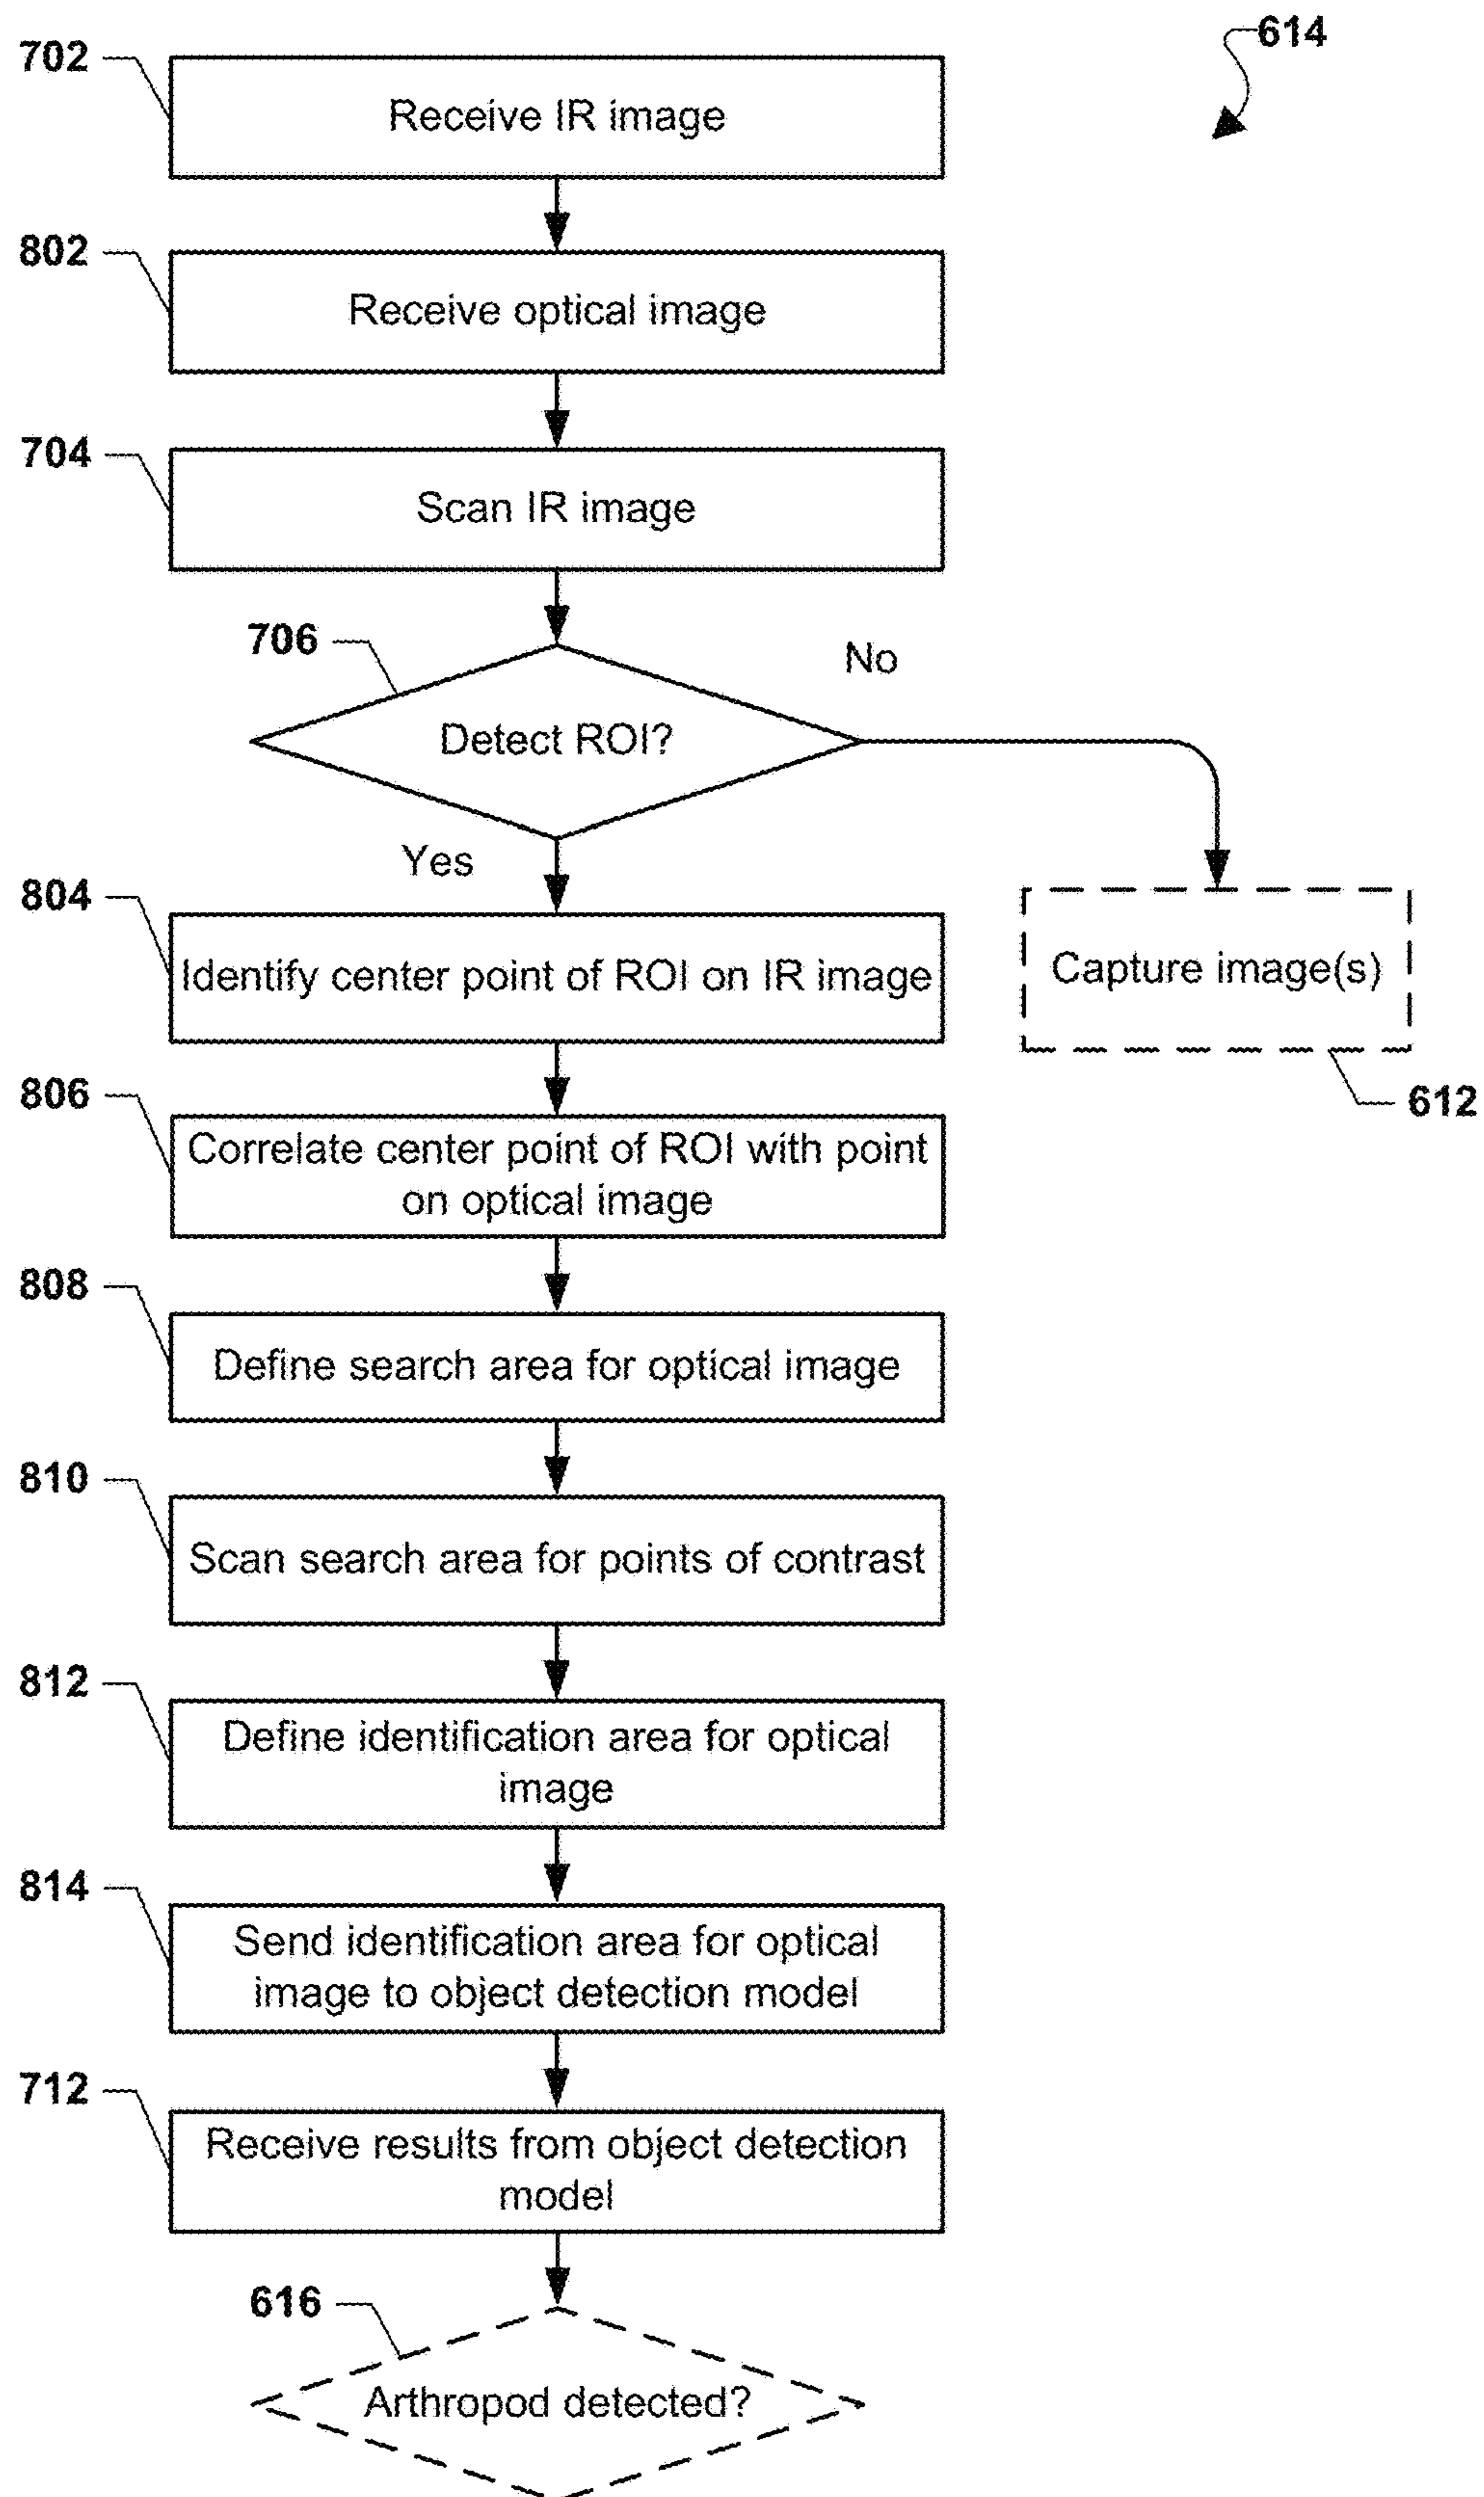 614
702
Receive IR image
802
Receive optical image
704
Scan IR image
706
No
Detect ROI?
Yes
804
Identify center point of ROI on IR image
Capture image(s)
612
806
Correlate center point of ROI with point
on optical image
808
Define search area for optical image
810
Scan search area for points of contrast
812
Define identification area for optical
image
814
Send identification area for optical
image to object detection model
712
Receive results from object detection
model
616
Arthropod detected?